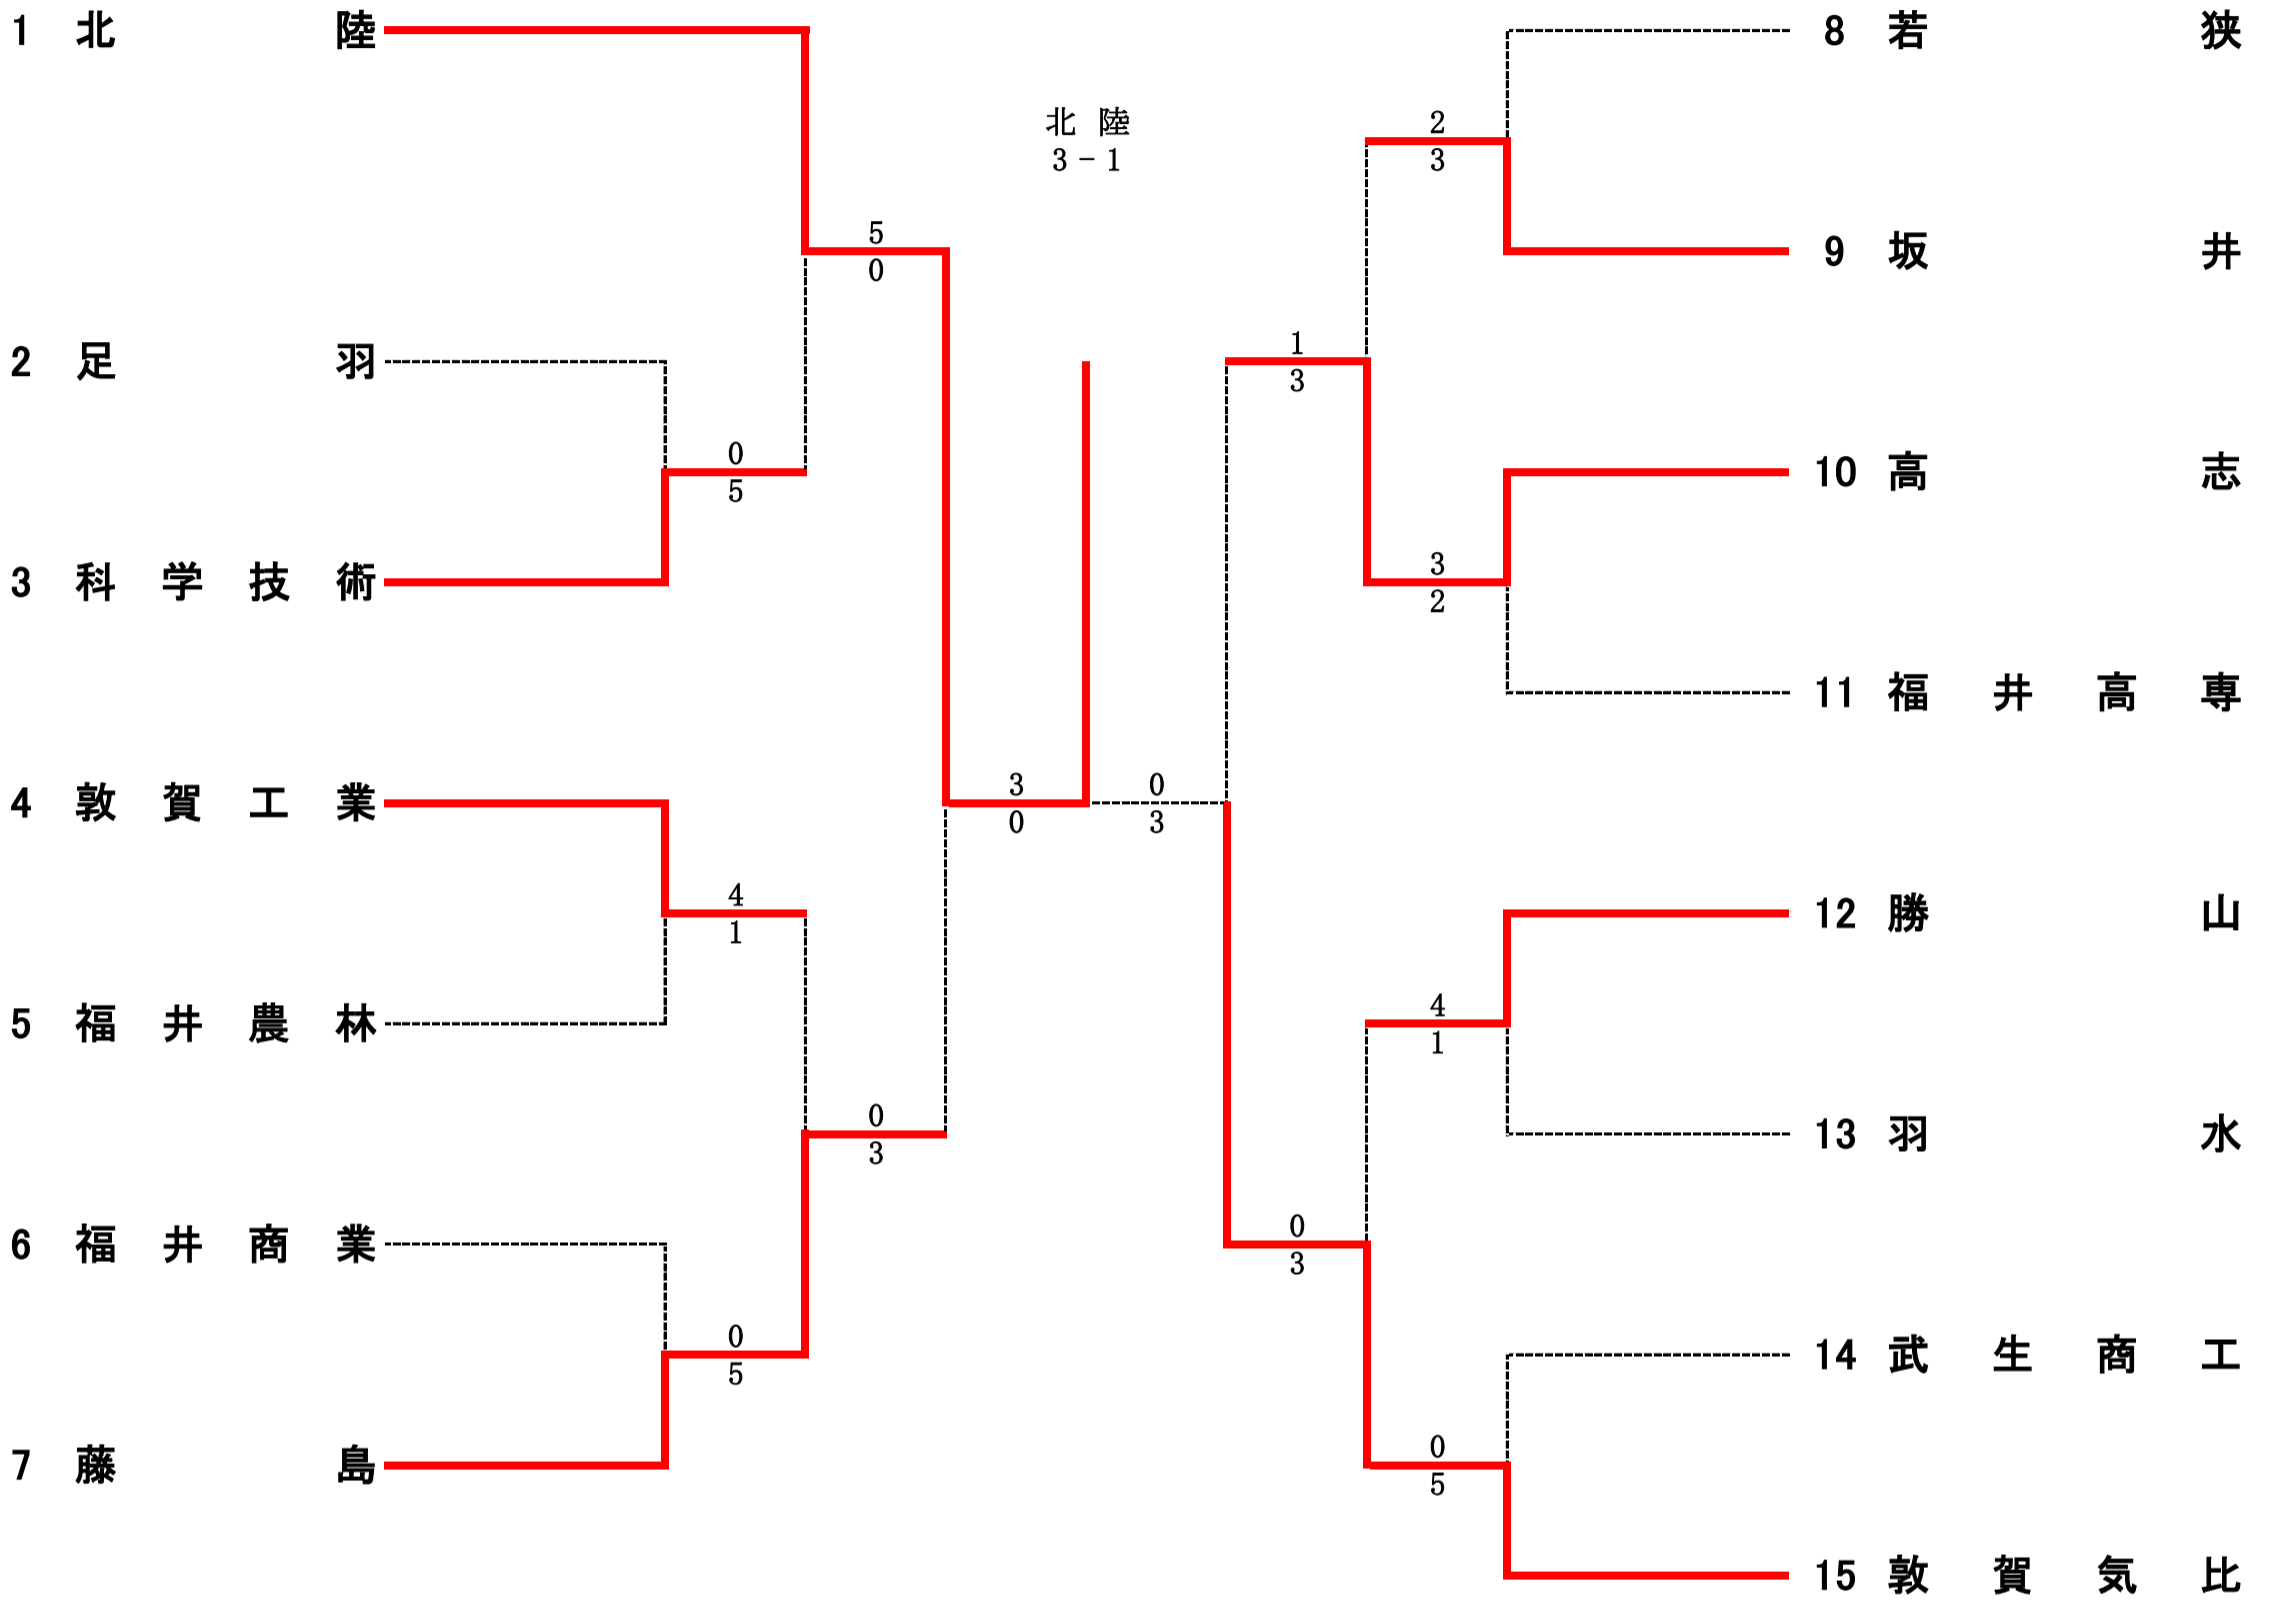 1 北 陸
2 足 羽
3 科 学 技 術
4 敦 賀 工 業
5 福 井 農 林
6 福 井 商 業
7 藤 島
0
5
4
1
0
5
5
0
0
3
3
0
北 陸
3 − 1
0
3
1
3
0
3
2
3
3
2
4
1
0
5
8 若 狭
9 坂 井
10 高 志
11 福 井 高 専
12 勝 山
13 羽 水
14 武 生 商 工
15 敦 賀 気 比